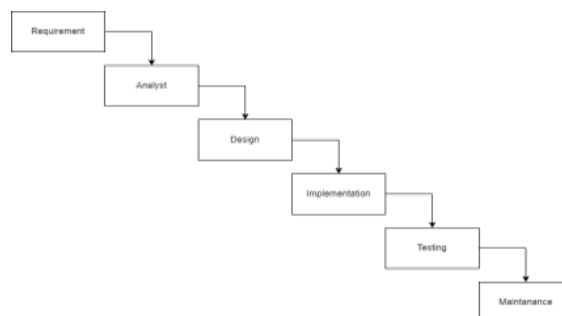 Requirement
Analyst
Design
Implementation
Testing
Maintanance